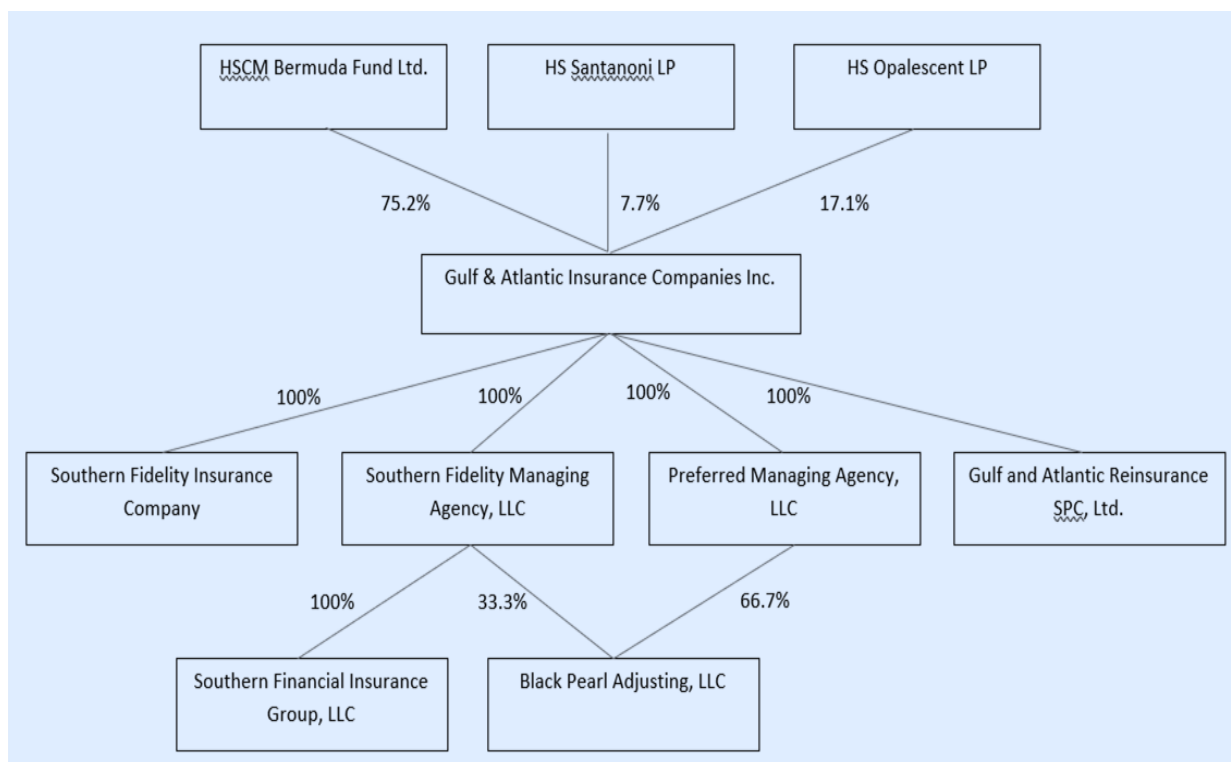 HSCM Bermuda Fund Ltd.
HS Santanoni LP
HS Opalescent LP
75.2%
7.7%
17.1%
Gulf & Atlantic Insurance Companies Inc.
100%
100%
100%
100%
Southern Fidelity Insurance
Company
Southern Fidelity Managing
Agency, LLC
Preferred Managing Agency,
LLC
Gulf and Atlantic Reinsurance
SPC, Ltd.
100%
33.3%
66.7%
Southern Financial Insurance
Group, LLC
Black Pearl Adjusting, LLC